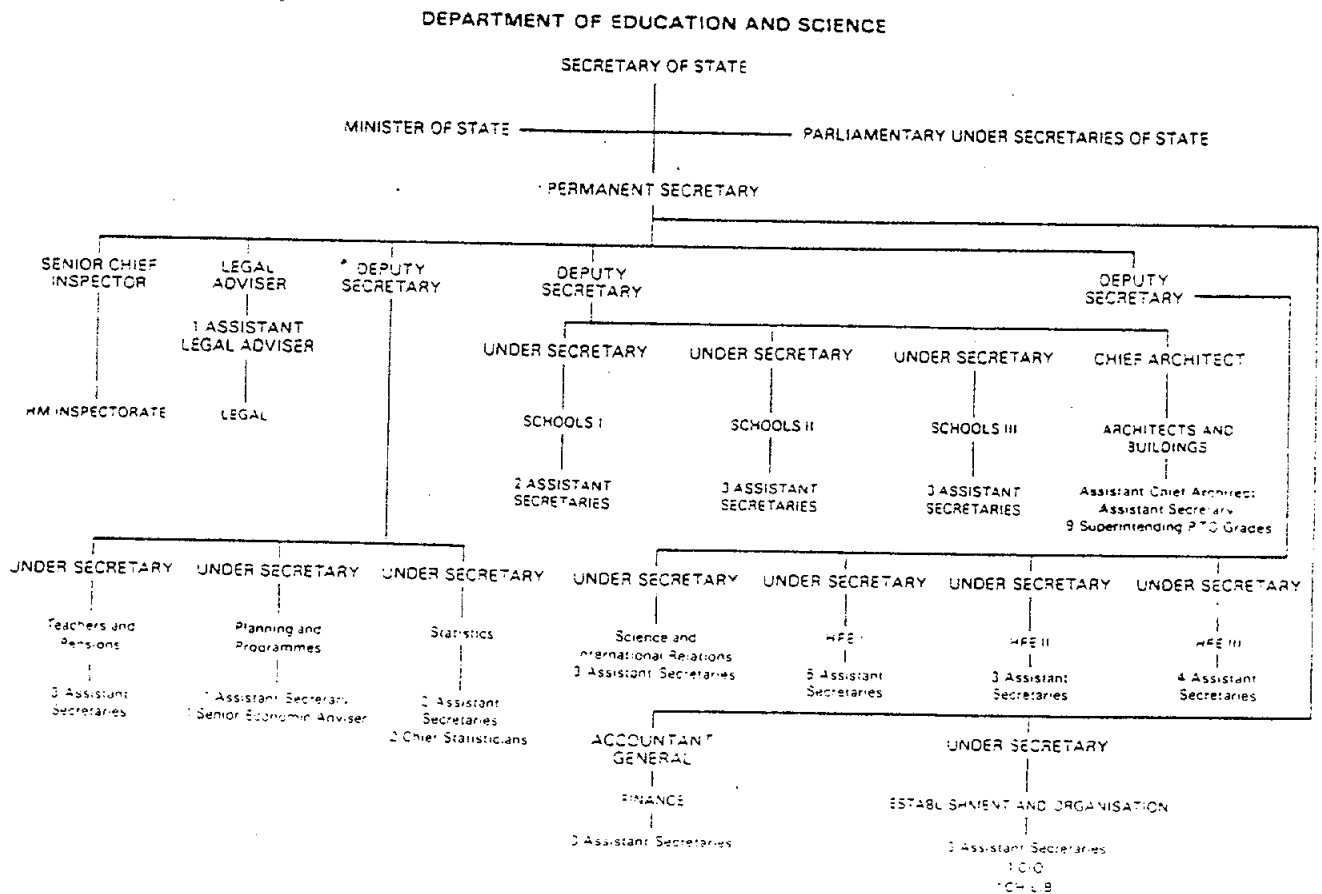 DEPARTMENT OF EDUCATION AND SCIENCE
SECRETARY OF STATE
MINISTER OF STATE
PARLIAMENTARY UNDER SECRETARIES OF STATE
PERMANENT SECRETARY
SENIOR CHIEF
INSPECTOR
LEGAL
ADVISER
DEPUTY
SECRETARY
DEPUTY
SECRETARY
DEPUTY
SECRETARY
1 ASSISTANT
LEGAL ADVISER
UNDER SECRETARY
UNDER SECRETARY
UNDER SECRETARY
CHIEF ARCHITECT
HM INSPECTORATE
LEGAL
SCHOOLS I
SCHOOLS II
SCHOOLS III
ARCHITECTS AND
BUILDINGS
2 ASSISTANT
SECRETARIES
3 ASSISTANT
SECRETARIES
3 ASSISTANT
SECRETARIES
Assistant Chief Architect
Assistant Secretary
9 Superintending PTO Grades
UNDER SECRETARY
UNDER SECRETARY
UNDER SECRETARY
UNDER SECRETARY
UNDER SECRETARY
UNDER SECRETARY
UNDER SECRETARY
Teachers and
Pensions
Planning and
Programmes
Statistics
Science and
International Relations
3 Assistant Secretaries
HFE I
HFE II
HFE III
3 Assistant
Secretaries
1 Assistant Secretary
1 Senior Economic Adviser
Assistant
Secretaries
2 Chief Statisticians
5 Assistant
Secretaries
3 Assistant
Secretaries
4 Assistant
Secretaries
ACCOUNTANT
GENERAL
UNDER SECRETARY
FINANCE
ESTABLISHMENT AND ORGANISATION
3 Assistant Secretaries
3 Assistant Secretaries
1 CIO